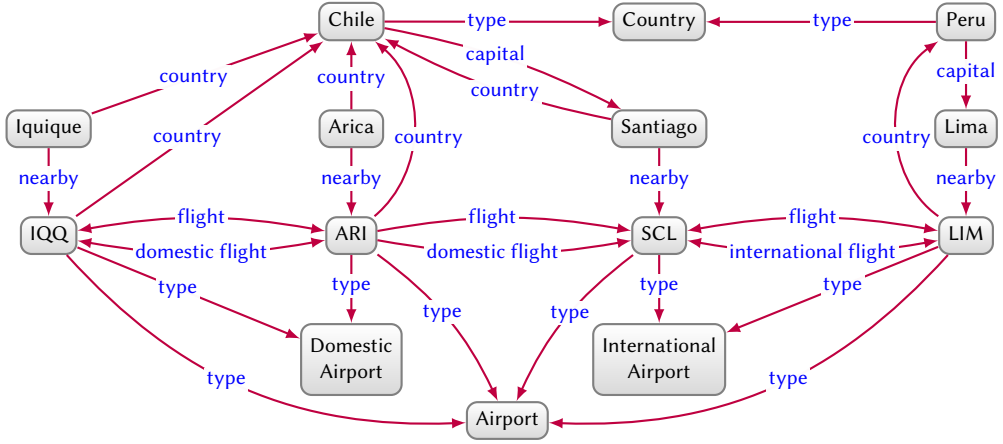 Chile
type
Country
type
Peru
capital
capital
country
country
country
Iquique
country
Arica
country
Santiago
country
Lima
nearby
nearby
nearby
nearby
IQQ
flight
ARI
flight
SCL
flight
LIM
domestic flight
domestic flight
international flight
type
type
type
type
type
type
Domestic
Airport
International
Airport
type
type
Airport